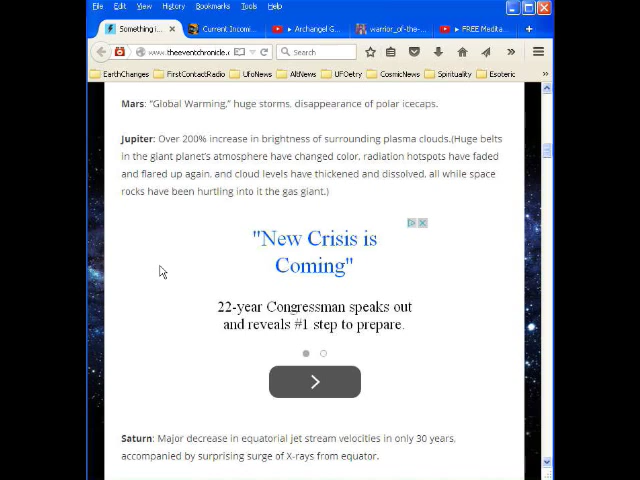 File Edit View History Bookmarks Tools Help
Something i... Current Incomi... Archangel G... warrior_of-the-... FREE Medita...
www.theeventchronicle.c Search
EarthChanges FirstContactRadio UfoNews AltNews UFOetry CosmicNews Spirituality Esoteric
Mars: “Global Warming,” huge storms, disappearance of polar icecaps.
Jupiter: Over 200% increase in brightness of surrounding plasma clouds.(Huge belts
in the giant planet’s atmosphere have changed color, radiation hotspots have faded
and flared up again, and cloud levels have thickened and dissolved, all while space
rocks have been hurtling into it the gas giant.)
"New Crisis is
Coming"
22-year Congressman speaks out
and reveals #1 step to prepare.
Saturn: Major decrease in equatorial jet stream velocities in only 30 years,
accompanied by surprising surge of X-rays from equator.